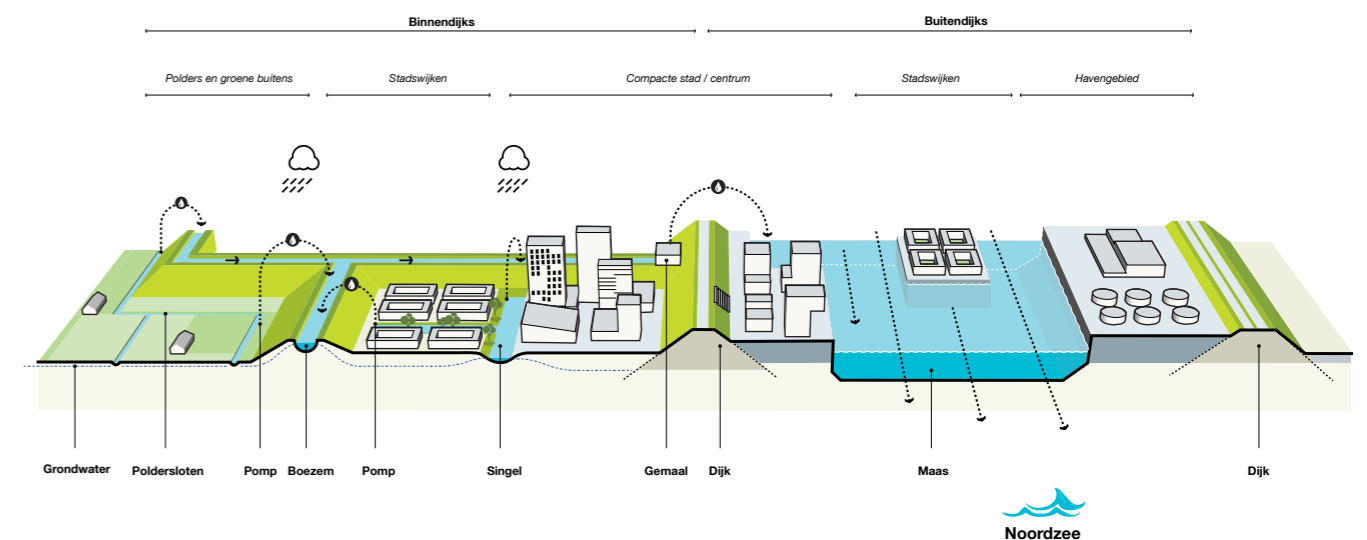 Binnendijks
Buitendijks
Polders en groene buitens
Stadswijken
Compacte stad / centrum
Stadswijken
Havengebied
Grondwater
Poldersloten
Pomp
Boezem
Pomp
Singel
Gemaal
Dijk
Maas
Dijk
Noordzee